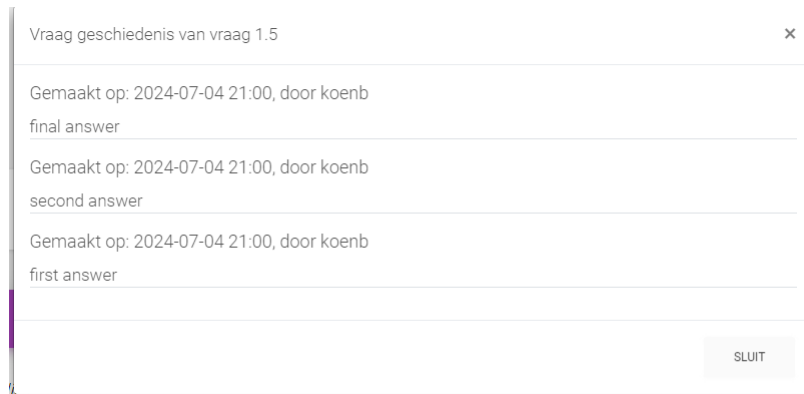 Vraag geschiedenis van vraag 1.5
×
Gemaakt op: 2024-07-04 21:00, door koenb
final answer
Gemaakt op: 2024-07-04 21:00, door koenb
second answer
Gemaakt op: 2024-07-04 21:00, door koenb
first answer
SLUIT